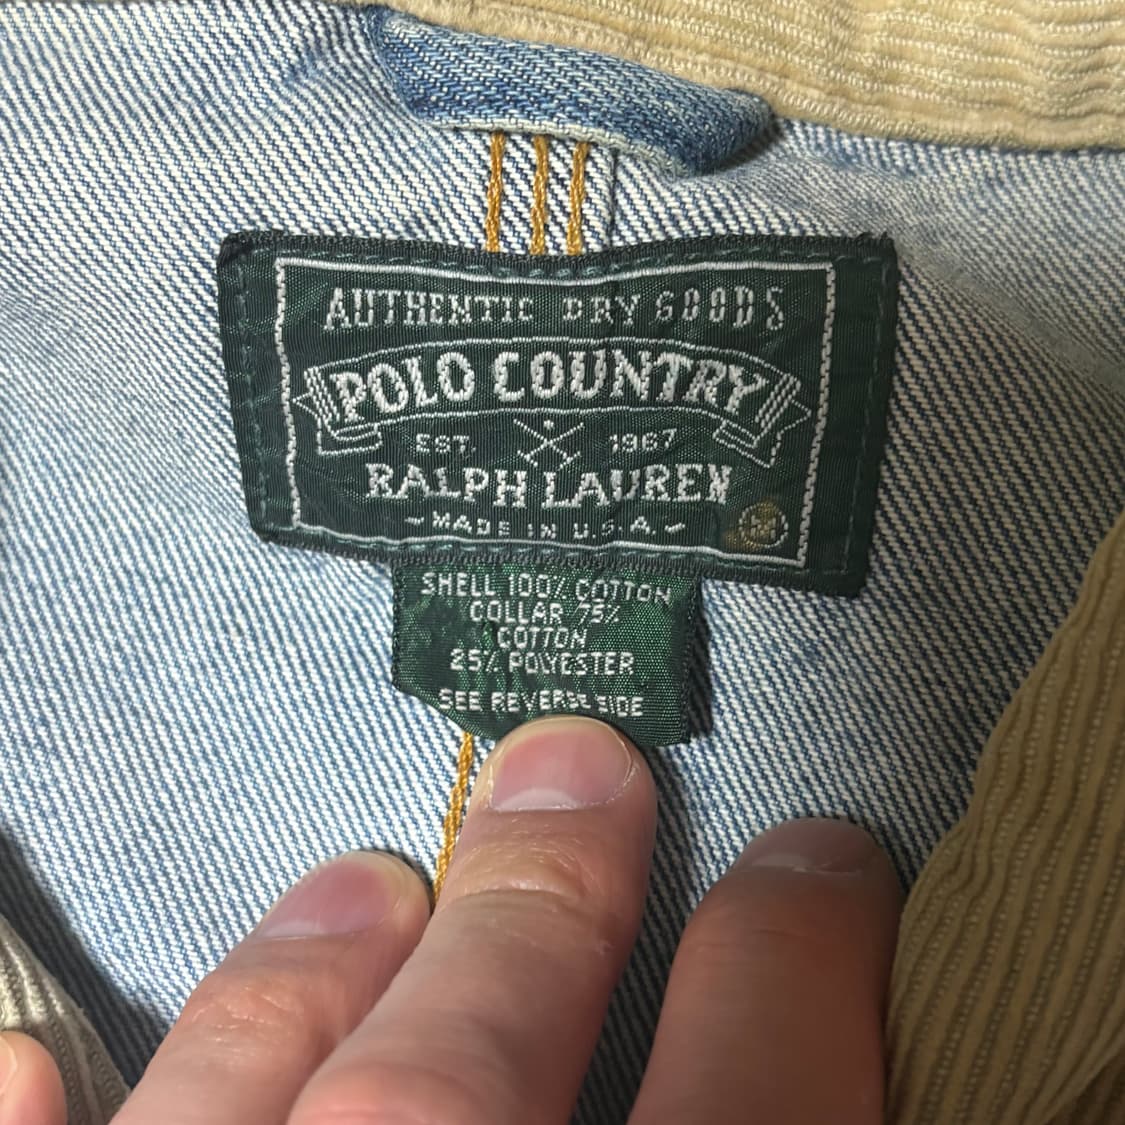 AUTHENTIC DRY GOODS
POLO COUNTRY
EST. 1967
RALPH LAUREN
~MADE IN U.S.A.~
M
SHELL 100% COTTON
COLLAR 75%
COTTON
25% POLYESTER
SEE REVERSE SIDE